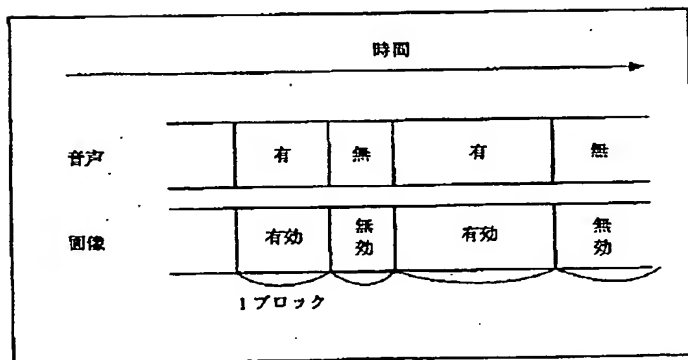 時間
音声 有 無 有 無
画像 有効 無効 有効 無効
1ブロック